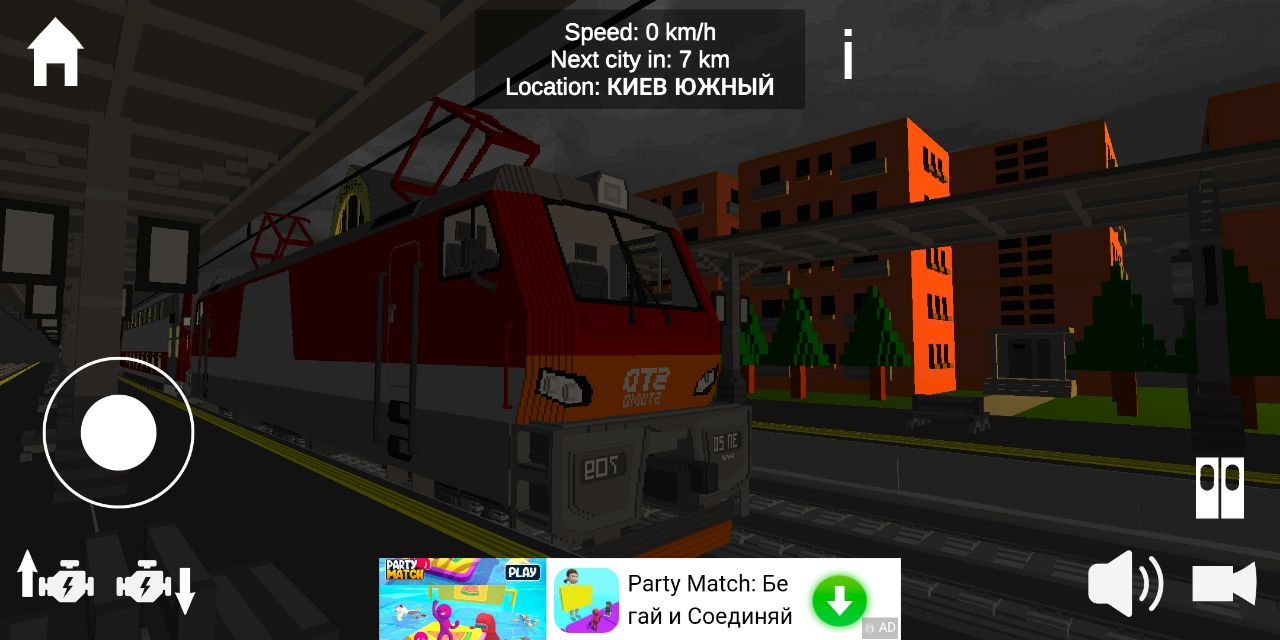 Speed: 0 km/h
Next city in: 7 km
Location: КИЕВ ЮЖНЫЙ
i
PARTY
MATCH
PLAY
Party Match: Бе
гай и Соединяй
AD